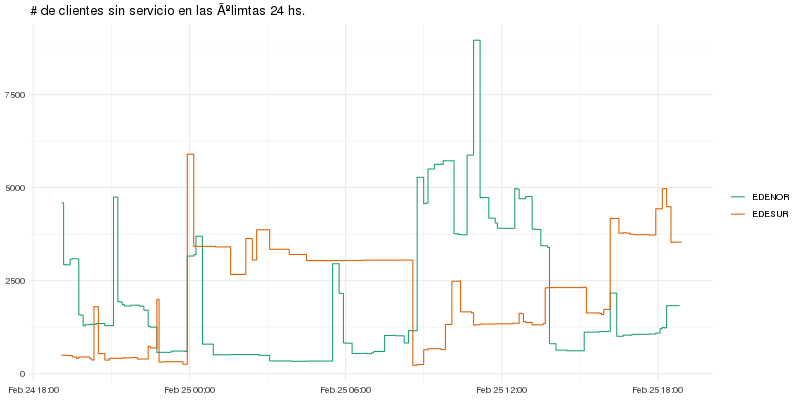 # de clientes sin servicio en las Ãºlimtas 24 hs.
7500
5000
2500
0
Feb 24 18:00
Feb 25 00:00
Feb 25 06:00
Feb 25 12:00
Feb 25 18:00
EDENOR
EDESUR